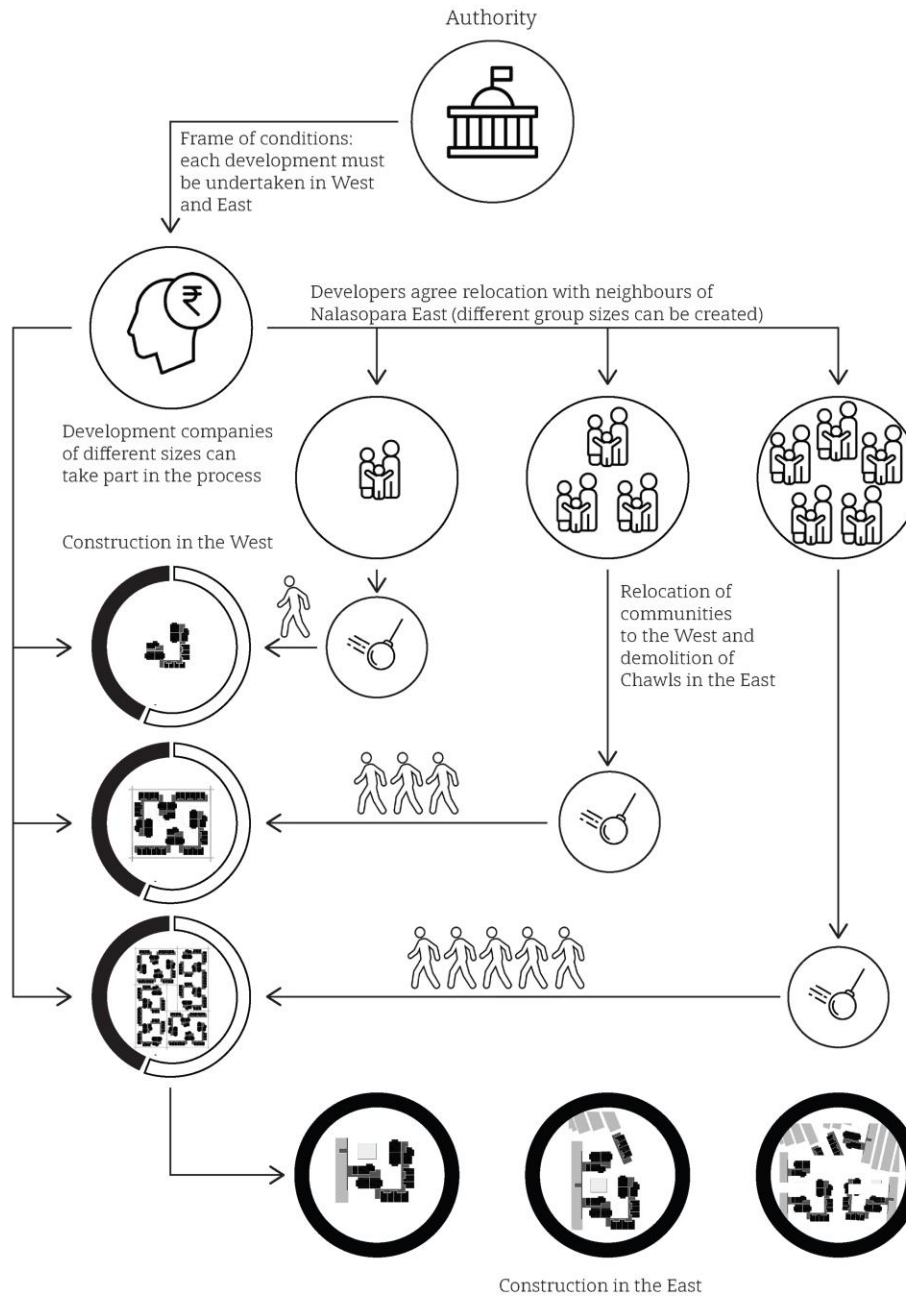 Authority
Frame of conditions:
each development must
be undertaken in West
and East
₹
Developers agree relocation with neighbours of
Nalasopara East (different group sizes can be created)
Development companies
of different sizes can
take part in the process
Construction in the West
Relocation of
communities
to the West and
demolition of
Chawls in the East
Construction in the East